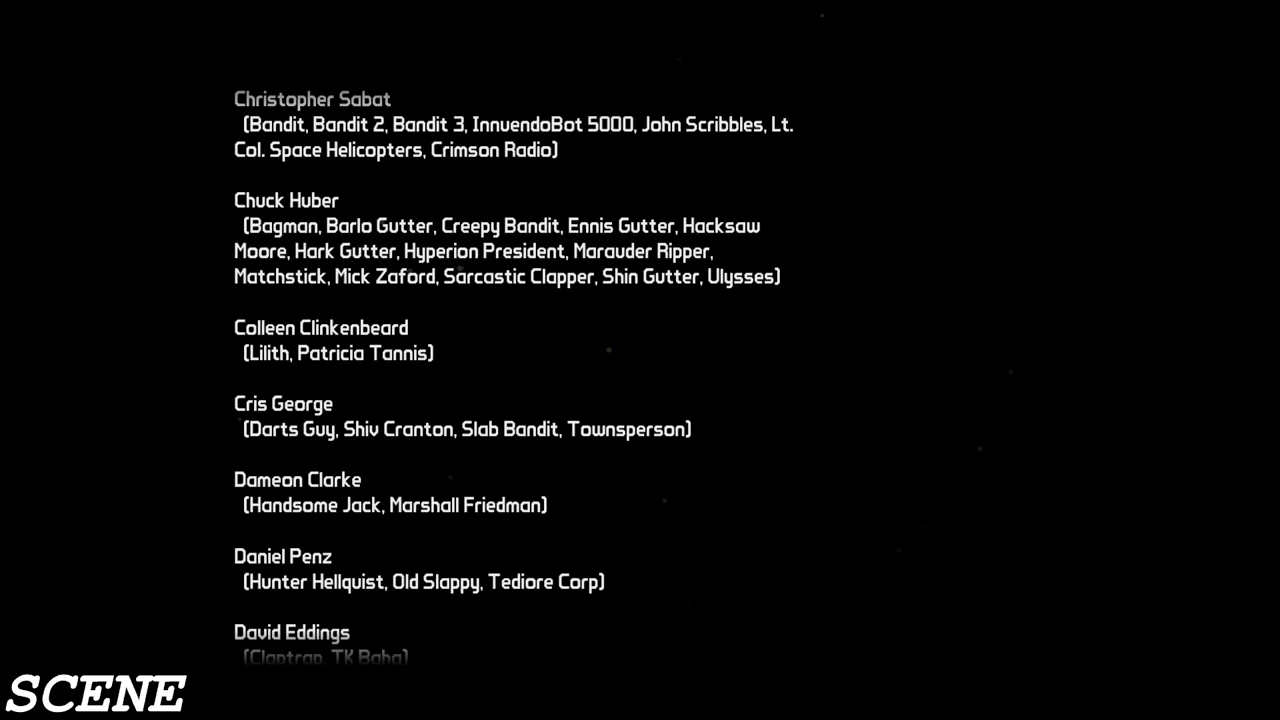 Christopher Sabat
(Bandit, Bandit 2, Bandit 3, InnuendoBot 5000, John Scribbles, Lt.
Col. Space Helicopters, Crimson Radio)
Chuck Huber
(Bagman, Barlo Gutter, Creepy Bandit, Ennis Gutter, Hacksaw
Moore, Hark Gutter, Hyperion President, Marauder Ripper,
Matchstick, Mick Zaford, Sarcastic Clapper, Shin Gutter, Ulysses)
Colleen Clinkenbeard
(Lilith, Patricia Tannis)
Cris George
(Darts Guy, Shiv Cranton, Slab Bandit, Townsperson)
Dameon Clarke
(Handsome Jack, Marshall Friedman)
Daniel Penz
(Hunter Hellquist, Old Slappy, Tediore Corp)
David Eddings
(Claptrap, TK Baha)
SCENE